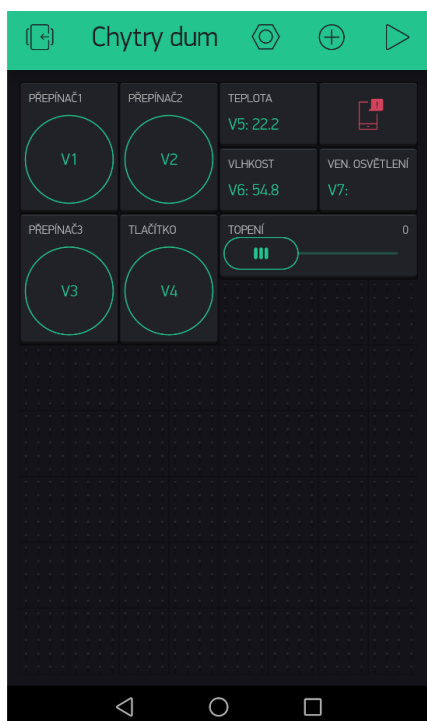 Chytry dum
PŘEPÍNAČ1
V1
PŘEPÍNAČ2
V2
TEPLOTA
V5: 22.2
VLHKOST
V6: 54.8
VEN. OSVĚTLENÍ
V7:
PŘEPÍNAČ3
V3
TLAČÍTKO
V4
TOPENÍ
0